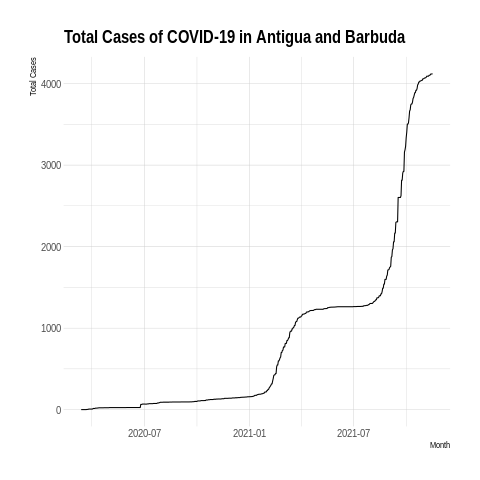 Total Cases of COVID-19 in Antigua and Barbuda
Total Cases
4000
3000
2000
1000
0
2020-07 2021-01 2021-07
Month